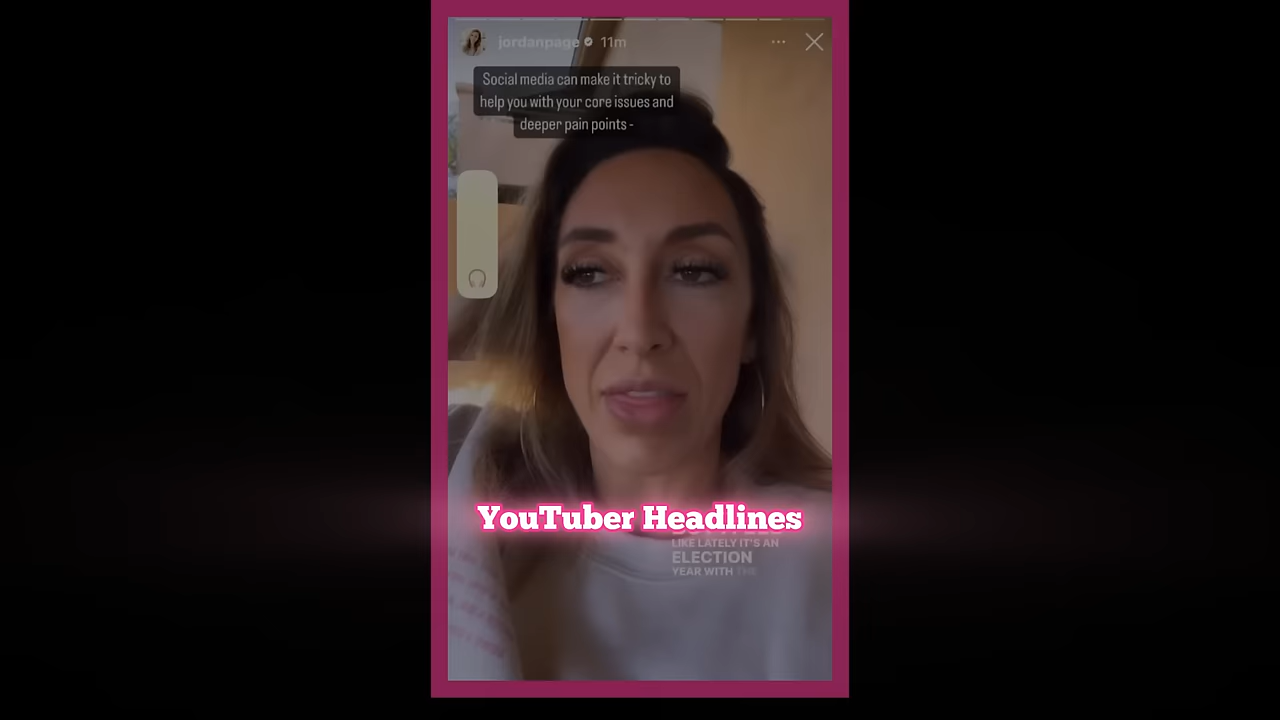 jordanpage 11m
Social media can make it tricky to
help you with your core issues and
deeper pain points -
YouTuber Headlines
LIKE LATELY IT'S AN
ELECTION
YEAR WITH THE